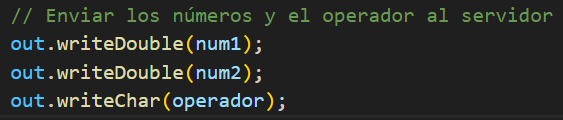 // Enviar los números y el operador al servidor
out.writeDouble(num1);
out.writeDouble(num2);
out.writeChar(operador);